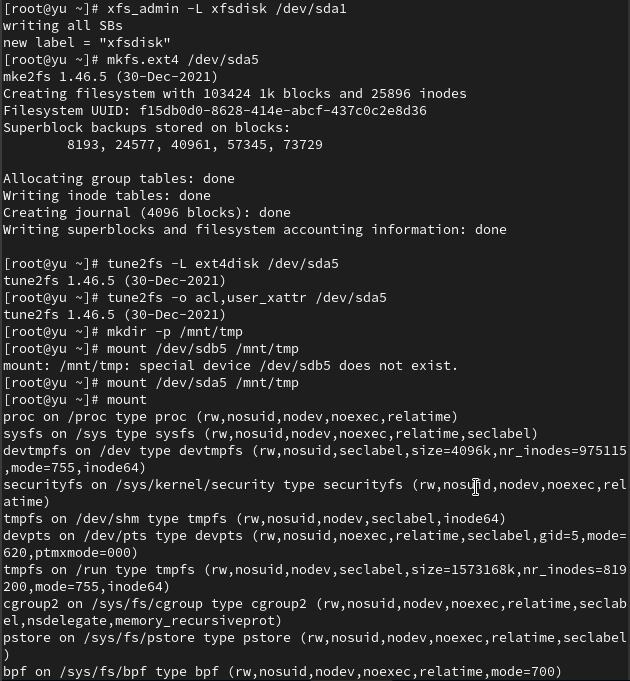 [root@yu ~]# xfs_admin -L xfsdisk /dev/sda1
writing all SBs
new label = "xfsdisk"
[root@yu ~]# mkfs.ext4 /dev/sda5
mke2fs 1.46.5 (30-Dec-2021)
Creating filesystem with 103424 1k blocks and 25896 inodes
Filesystem UUID: f15db0d0-8628-414e-abcf-437c0c2e8d36
Superblock backups stored on blocks:
        8193, 24577, 40961, 57345, 73729
Allocating group tables: done
Writing inode tables: done
Creating journal (4096 blocks): done
Writing superblocks and filesystem accounting information: done
[root@yu ~]# tune2fs -L ext4disk /dev/sda5
tune2fs 1.46.5 (30-Dec-2021)
[root@yu ~]# tune2fs -o acl,user_xattr /dev/sda5
tune2fs 1.46.5 (30-Dec-2021)
[root@yu ~]# mkdir -p /mnt/tmp
[root@yu ~]# mount /dev/sdb5 /mnt/tmp
mount: /mnt/tmp: special device /dev/sdb5 does not exist.
[root@yu ~]# mount /dev/sda5 /mnt/tmp
[root@yu ~]# mount
proc on /proc type proc (rw,nosuid,nodev,noexec,relatime)
sysfs on /sys type sysfs (rw,nosuid,nodev,noexec,relatime,seclabel)
devtmpfs on /dev type devtmpfs (rw,nosuid,seclabel,size=4096k,nr_inodes=975115
,mode=755,inode64)
securityfs on /sys/kernel/security type securityfs (rw,nosuid,nodev,noexec,rel
atime)
tmpfs on /dev/shm type tmpfs (rw,nosuid,nodev,seclabel,inode64)
devpts on /dev/pts type devpts (rw,nosuid,noexec,relatime,seclabel,gid=5,mode=
620,ptmxmode=000)
tmpfs on /run type tmpfs (rw,nosuid,nodev,seclabel,size=1573168k,nr_inodes=819
200,mode=755,inode64)
cgroup2 on /sys/fs/cgroup type cgroup2 (rw,nosuid,nodev,noexec,relatime,seclab
el,nsdelegate,memory_recursiveprot)
pstore on /sys/fs/pstore type pstore (rw,nosuid,nodev,noexec,relatime,seclabel
)
bpf on /sys/fs/bpf type bpf (rw,nosuid,nodev,noexec,relatime,mode=700)